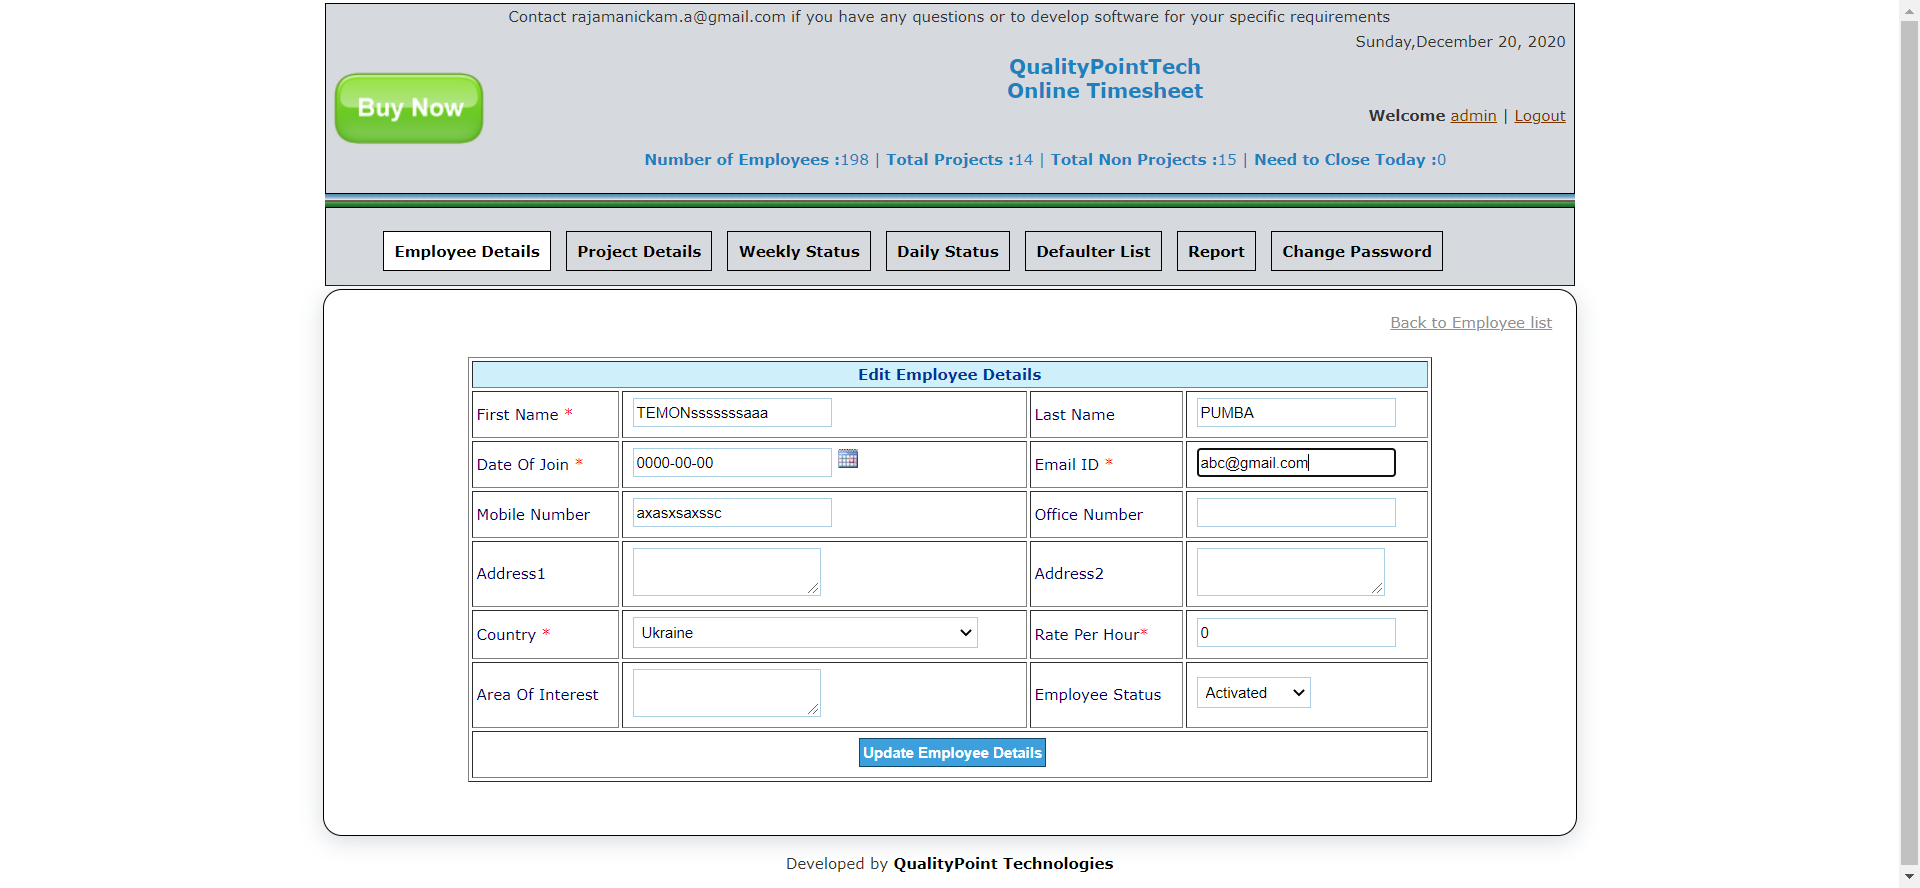 Contact rajamanickam.a@gmail.com if you have any questions or to develop software for your specific requirements
Sunday,December 20, 2020
QualityPointTech
Online Timesheet
Buy Now
Welcome admin | Logout
Number of Employees :198 | Total Projects :14 | Total Non Projects :15 | Need to Close Today :0
Employee Details Project Details Weekly Status Daily Status Defaulter List Report Change Password
Back to Employee list
Edit Employee Details
First Name * TEMONsssssssaaa Last Name PUMBA
Date Of Join * 0000-00-00 Email ID * abc@gmail.com
Mobile Number axasxsaxssc Office Number
Address1 Address2
Country * Ukraine Rate Per Hour* 0
Area Of Interest Employee Status Activated
Update Employee Details
Developed by QualityPoint Technologies